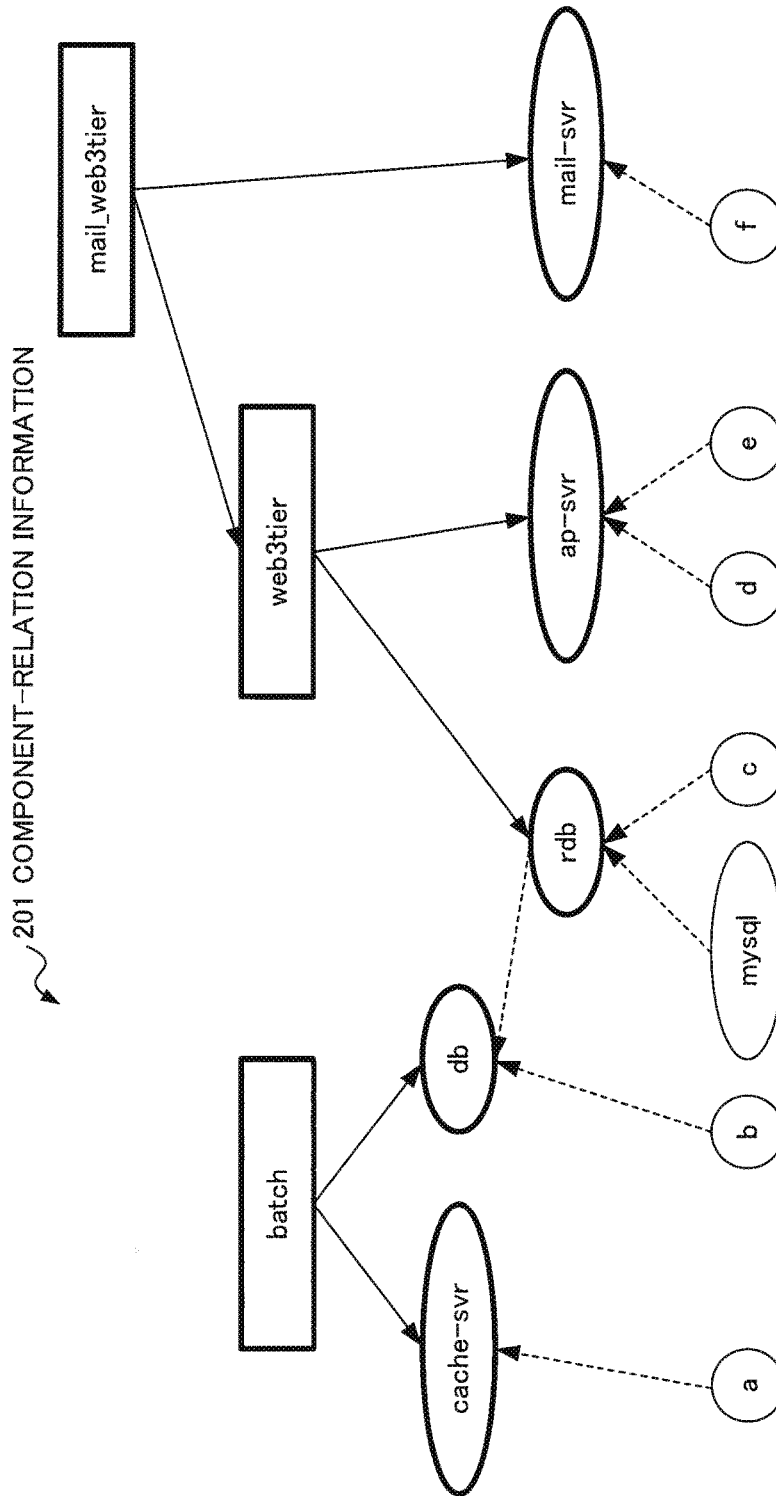 201 COMPONENT-RELATION INFORMATION
mail_web3tier
batch
web3tier
cache-svr
db
rdb
ap-svr
mail-svr
a
b
mysql
c
d
e
f